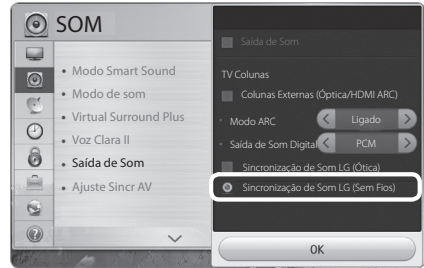 SOM
Modo Smart Sound
Modo de som
Virtual Surround Plus
Voz Clara II
Saída de Som
Ajuste Sincr AV
Saída de Som
TV Colunas
Colunas Externas (Óptica/HDMI ARC)
Modo ARC < Ligado >
Saída de Som Digital < PCM >
Sincronização de Som LG (Ótica)
Sincronização de Som LG (Sem Fios)
OK